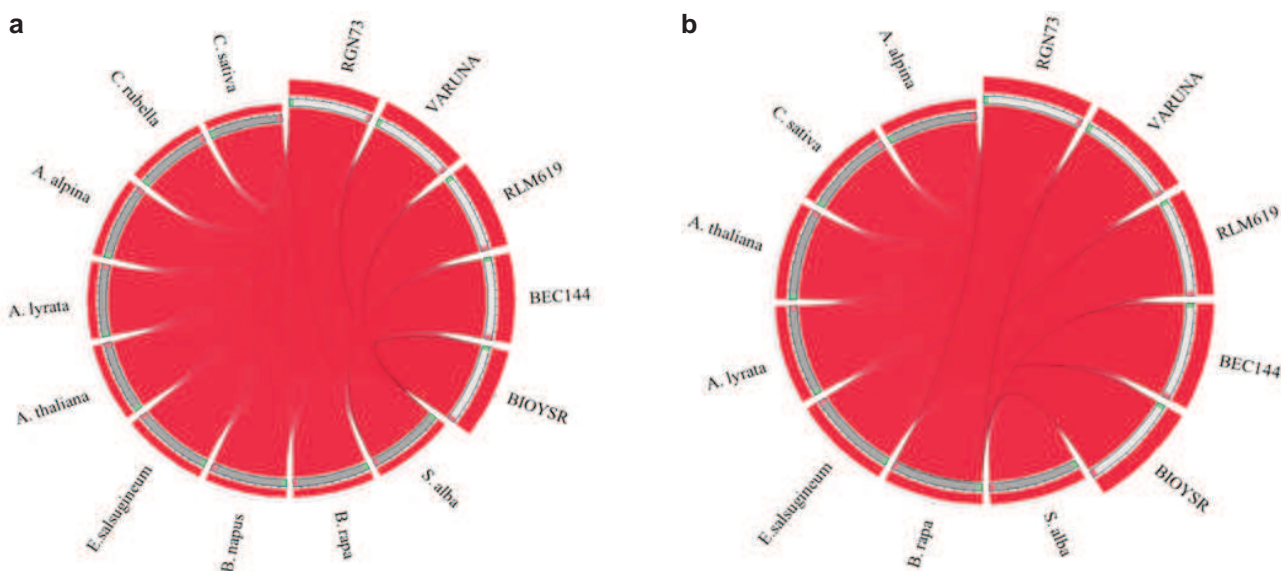 a
RGN73
VARUNA
RLM619
BEC144
BIOYSR
S. alba
B. rapa
B. napus
E.salsugineum
A. thaliana
A. lyrata
A. alpina
C. rubella
C. sativa
b
RGN73
VARUNA
RLM619
BEC144
BIOYSR
S. alba
B. rapa
E.salsugineum
A. lyrata
A. thaliana
C. sativa
A. alpina